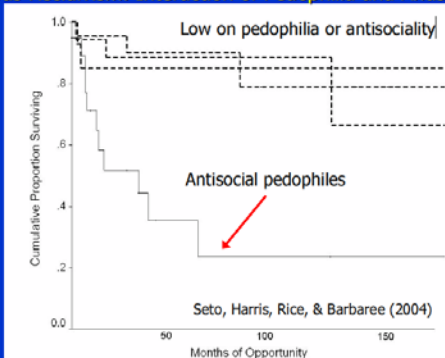 Low on pedophilia or antisociality
1.0
.8
.6
.4
.2
0.0
Cumulative Proportion Surviving
Antisocial pedophiles
Seto, Harris, Rice, & Barbaree (2004)
50
100
150
Months of Opportunity